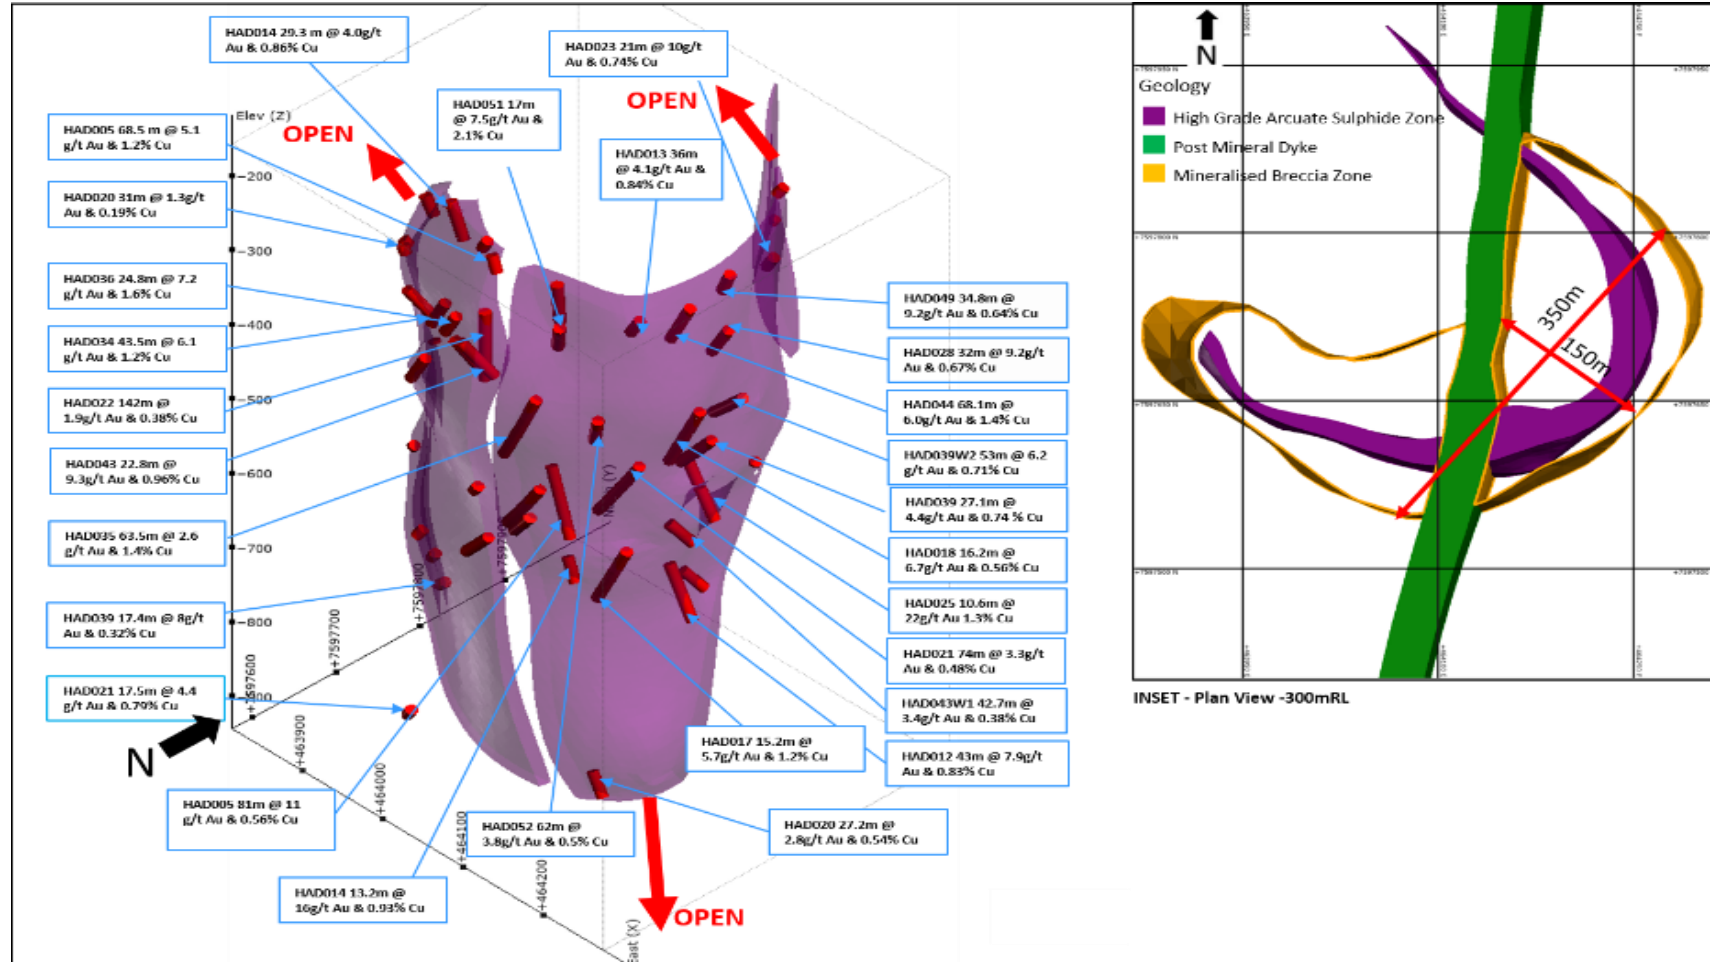 HAD014 29.3 m @ 4.0g/t
Au & 0.86% Cu
HAD023 21m @ 10g/t
Au & 0.74% Cu
OPEN
OPEN
HAD051 17m
@ 7.5g/t Au &
2.1% Cu
HAD013 36m
@ 4.1g/t Au &
0.84% Cu
Elev (Z)
HAD005 68.5 m @ 5.1
g/t Au & 1.2% Cu
HAD020 31m @ 1.3g/t
Au & 0.19% Cu
HAD036 24.8m @ 7.2
g/t Au & 1.6% Cu
HAD034 43.5m @ 6.1
g/t Au & 1.2% Cu
HAD022 142m @
1.9g/t Au & 0.38% Cu
HAD043 22.8m @
9.3g/t Au & 0.96% Cu
HAD035 63.5m @ 2.6
g/t Au & 1.4% Cu
HAD039 17.4m @ 8g/t
Au & 0.32% Cu
HAD021 17.5m @ 4.4
g/t Au & 0.79% Cu
-200
-300
-400
-500
-600
-700
-800
HAD049 34.8m @
9.2g/t Au & 0.64% Cu
HAD028 32m @ 9.2g/t
Au & 0.67% Cu
HAD044 68.1m @
6.0g/t Au & 1.4% Cu
HAD039W2 53m @ 6.2
g/t Au & 0.71% Cu
HAD039 27.1m @
4.4g/t Au & 0.74 % Cu
HAD018 16.2m @
6.7g/t Au & 0.56% Cu
HAD025 10.6m @
22g/t Au 1.3% Cu
HAD021 74m @ 3.3g/t
Au & 0.48% Cu
HAD043W1 42.7m @
3.4g/t Au & 0.38% Cu
HAD012 43m @ 7.9g/t
Au & 0.83% Cu
HAD017 15.2m @
5.7g/t Au & 1.2% Cu
HAD005 81m @ 11
g/t Au & 0.56% Cu
HAD052 62m @
3.8g/t Au & 0.5% Cu
HAD020 27.2m @
2.8g/t Au & 0.54% Cu
HAD014 13.2m @
16g/t Au & 0.93% Cu
OPEN
N
+7597600
+7597700
+7597800
+7597900
+463900
+464000
+464100
+464200
East (X)
N
Geology
High Grade Arcuate Sulphide Zone
Post Mineral Dyke
Mineralised Breccia Zone
350m
150m
INSET - Plan View -300mRL